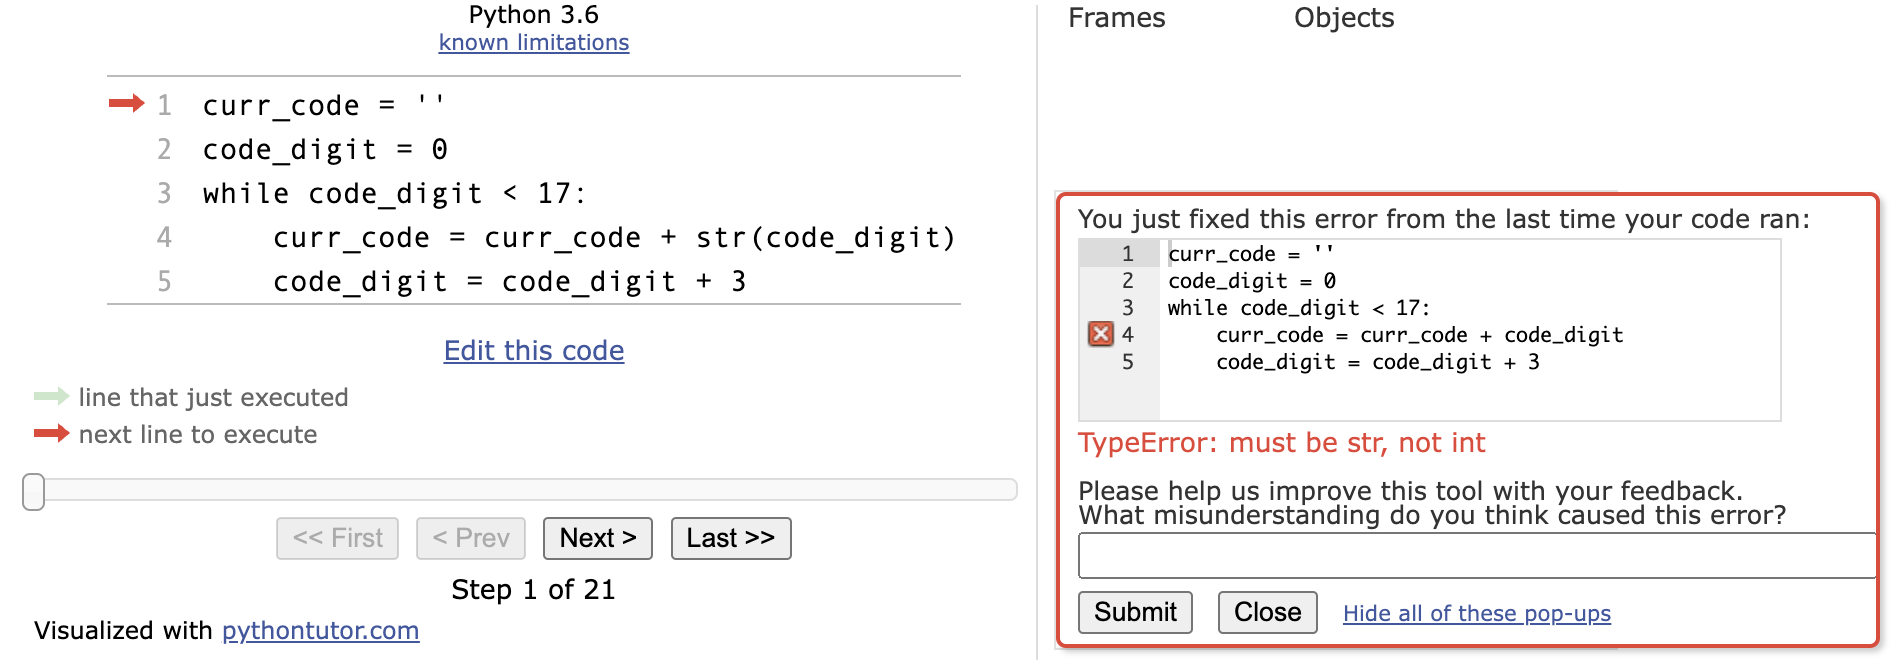 Python 3.6
known limitations
1 curr_code = ''
2 code_digit = 0
3 while code_digit < 17:
4     curr_code = curr_code + str(code_digit)
5     code_digit = code_digit + 3
Edit this code
line that just executed
next line to execute
<< First < Prev Next > Last >>
Step 1 of 21
Visualized with pythontutor.com
Frames Objects
You just fixed this error from the last time your code ran:
1 curr_code = ''
2 code_digit = 0
3 while code_digit < 17:
4     curr_code = curr_code + code_digit
5     code_digit = code_digit + 3
TypeError: must be str, not int
Please help us improve this tool with your feedback.
What misunderstanding do you think caused this error?
Submit Close Hide all of these pop-ups